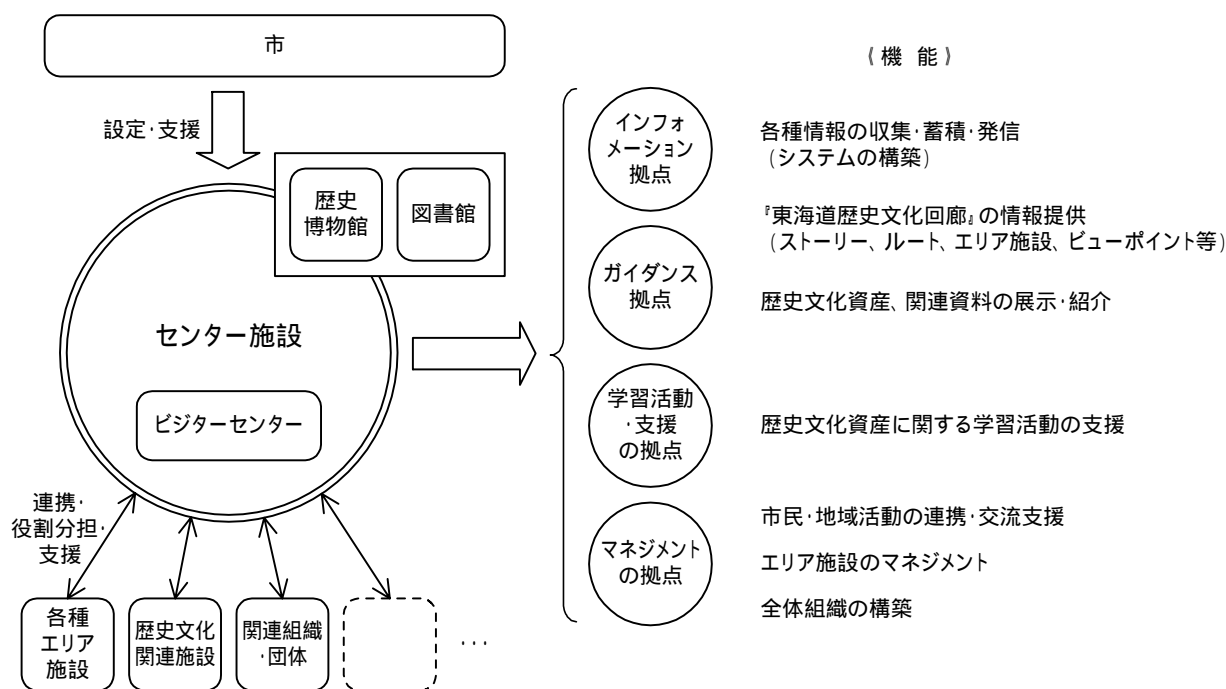 市
設定・支援
歴史
博物館
図書館
センター施設
ビジターセンター
連携・
役割分担・
支援
各種
エリア
施設
歴史文化
関連施設
関連組織
・団体
・・・
《機 能》
インフォ
メーション
拠点
各種情報の収集・蓄積・発信
(システムの構築)
『東海道歴史文化回廊』の情報提供
(ストーリー、ルート、エリア施設、ビューポイント等)
ガイダンス
拠点
歴史文化資産、関連資料の展示・紹介
学習活動
・支援
の拠点
歴史文化資産に関する学習活動の支援
マネジメント
の拠点
市民・地域活動の連携・交流支援
エリア施設のマネジメント
全体組織の構築